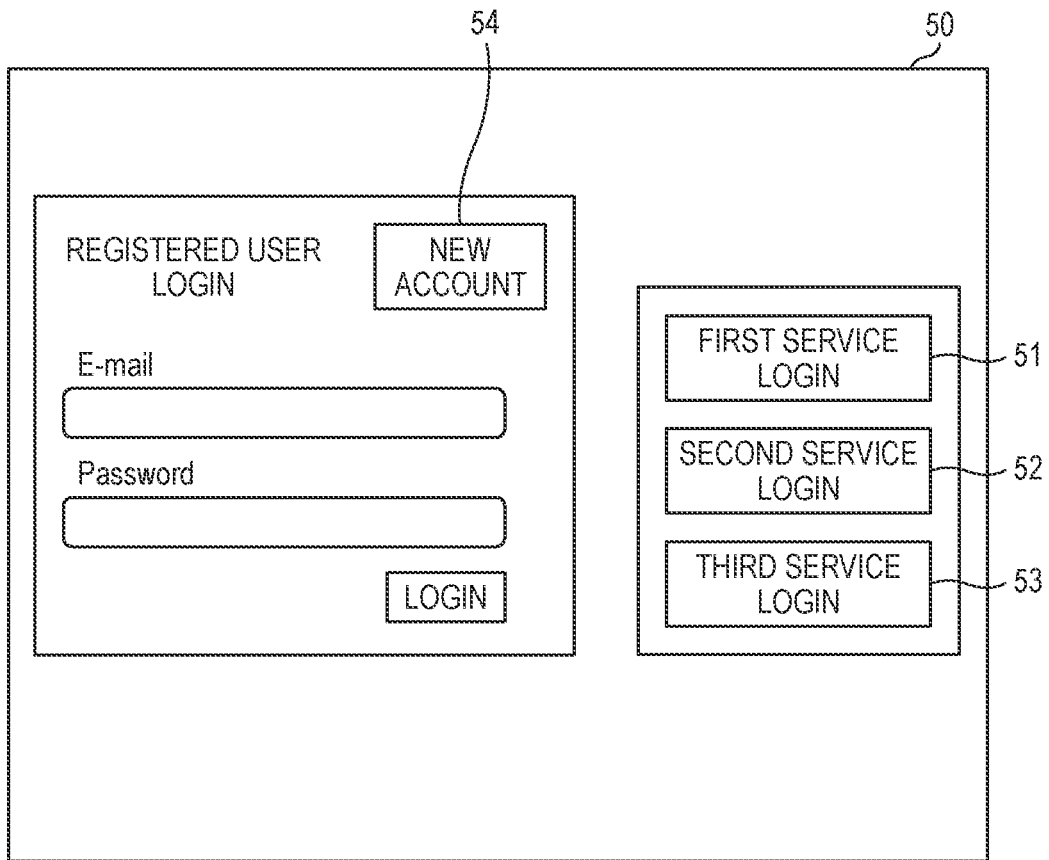 54
50
REGISTERED USER
LOGIN
NEW
ACCOUNT
E-mail
Password
LOGIN
FIRST SERVICE
LOGIN
51
SECOND SERVICE
LOGIN
52
THIRD SERVICE
LOGIN
53